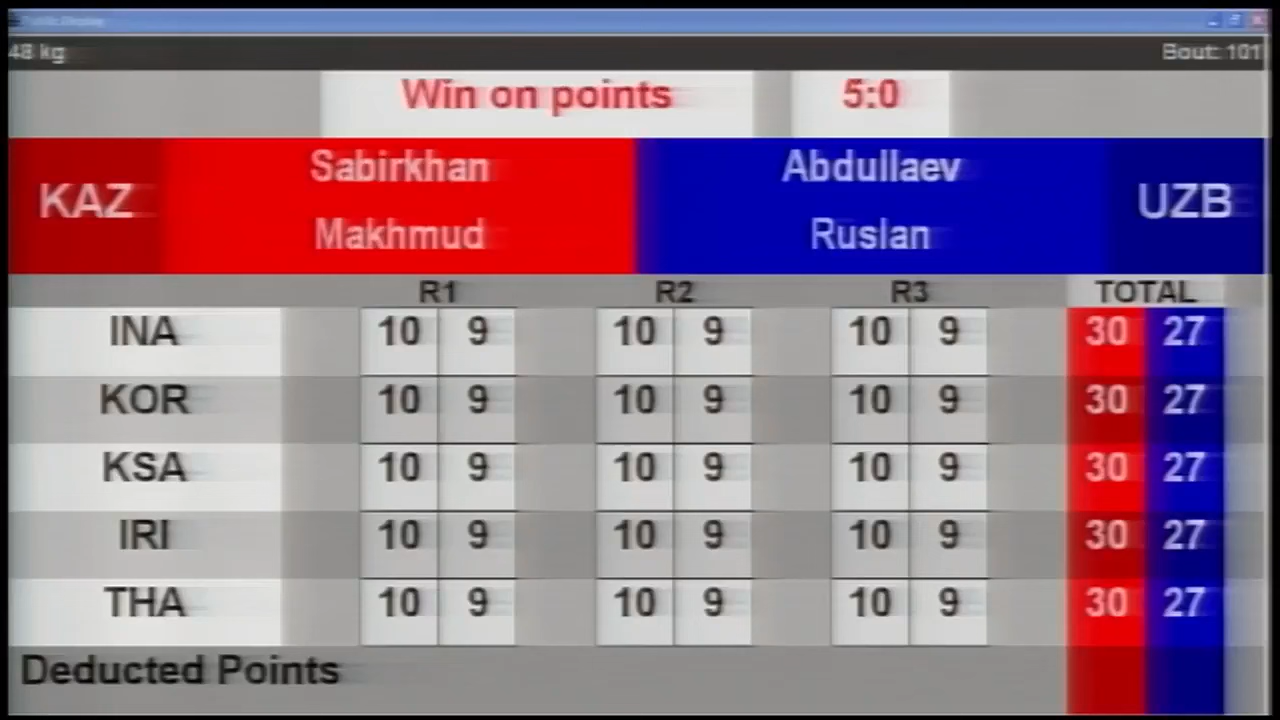 Public Display
48 kg Bout: 101
Win on points 5:0
KAZ Sabirkhan Makhmud Abdullaev Ruslan UZB
R1 R2 R3 TOTAL
INA 10 9 10 9 10 9 30 27
KOR 10 9 10 9 10 9 30 27
KSA 10 9 10 9 10 9 30 27
IRI 10 9 10 9 10 9 30 27
THA 10 9 10 9 10 9 30 27
Deducted Points